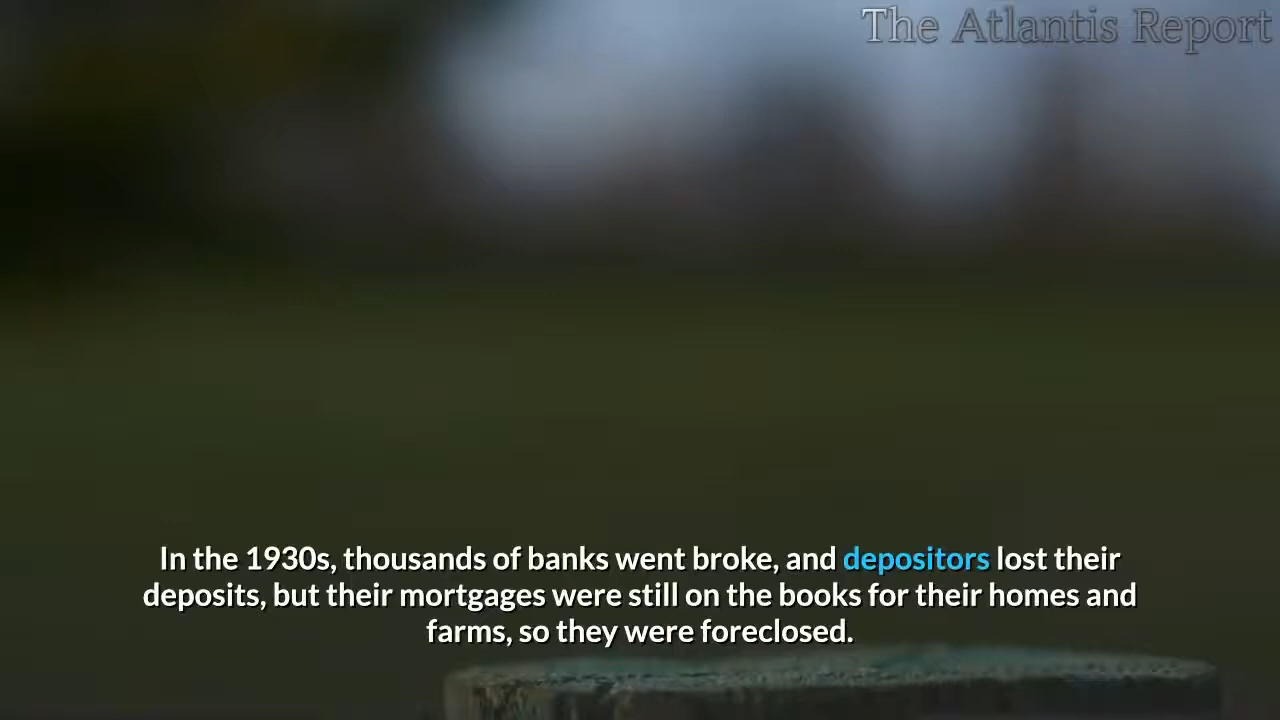 The Atlantis Report
In the 1930s, thousands of banks went broke, and depositors lost their
deposits, but their mortgages were still on the books for their homes and
farms, so they were foreclosed.